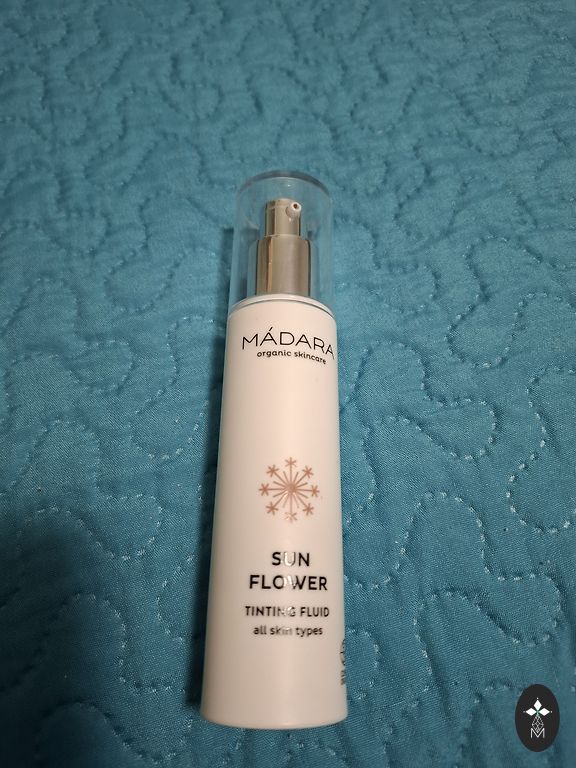 MÁDARA
organic skincare
SUN
FLOWER
TINTING FLUID
all skin types